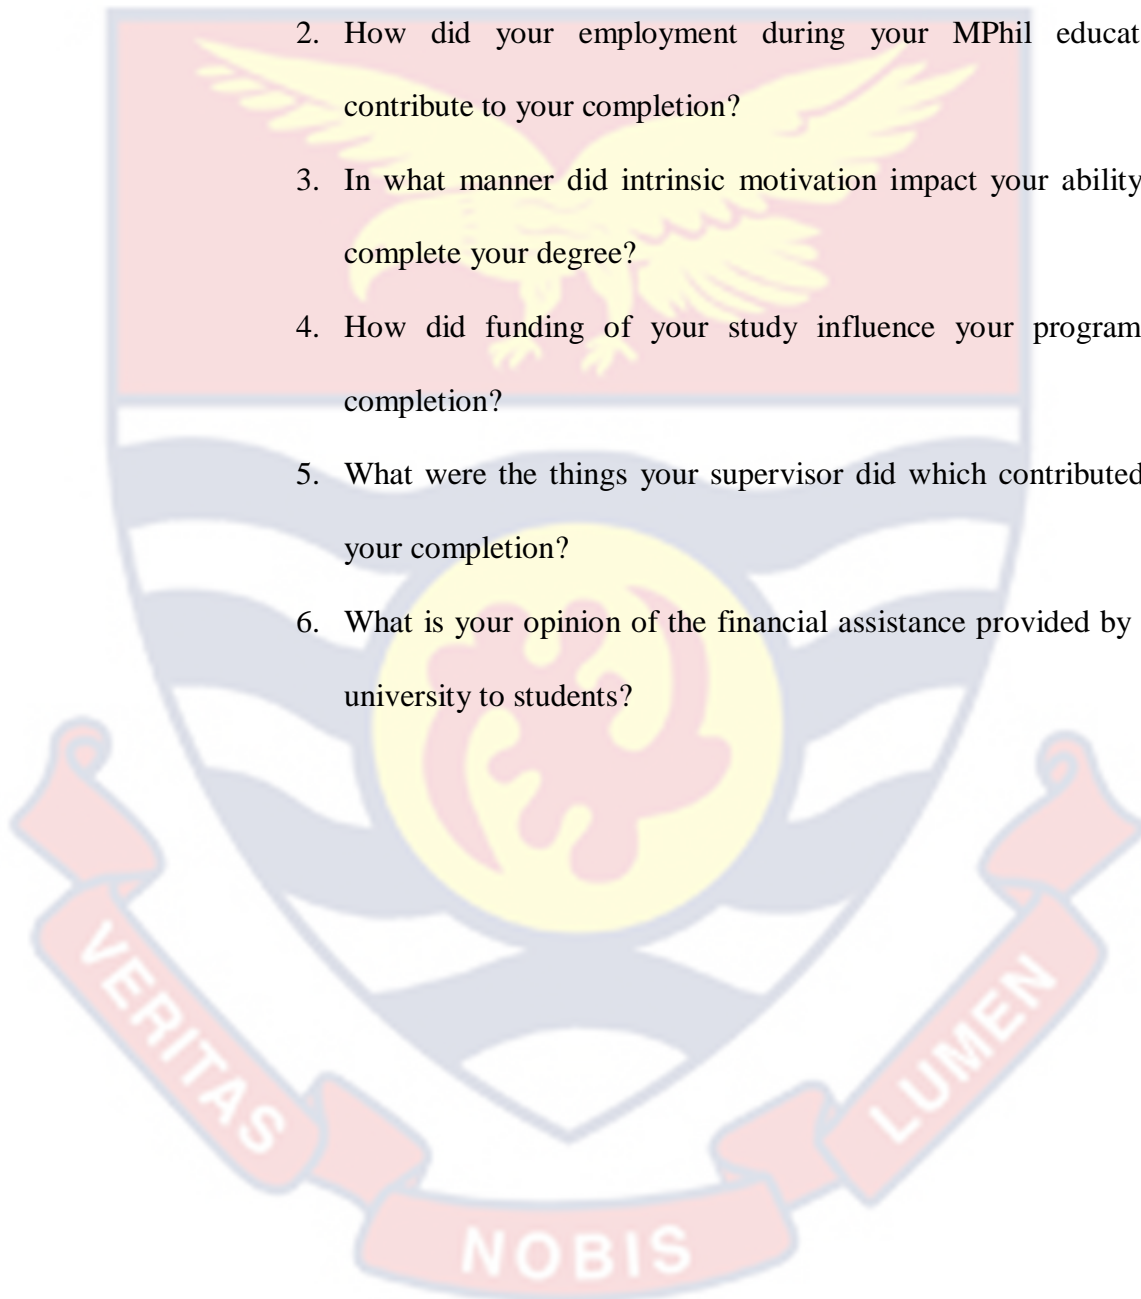 2. How did your employment during your MPhil educat
contribute to your completion?
3. In what manner did intrinsic motivation impact your ability
complete your degree?
4. How did funding of your study influence your program
completion?
5. What were the things your supervisor did which contributed
your completion?
6. What is your opinion of the financial assistance provided by
university to students?
VERITAS
NOBIS
LUMEN